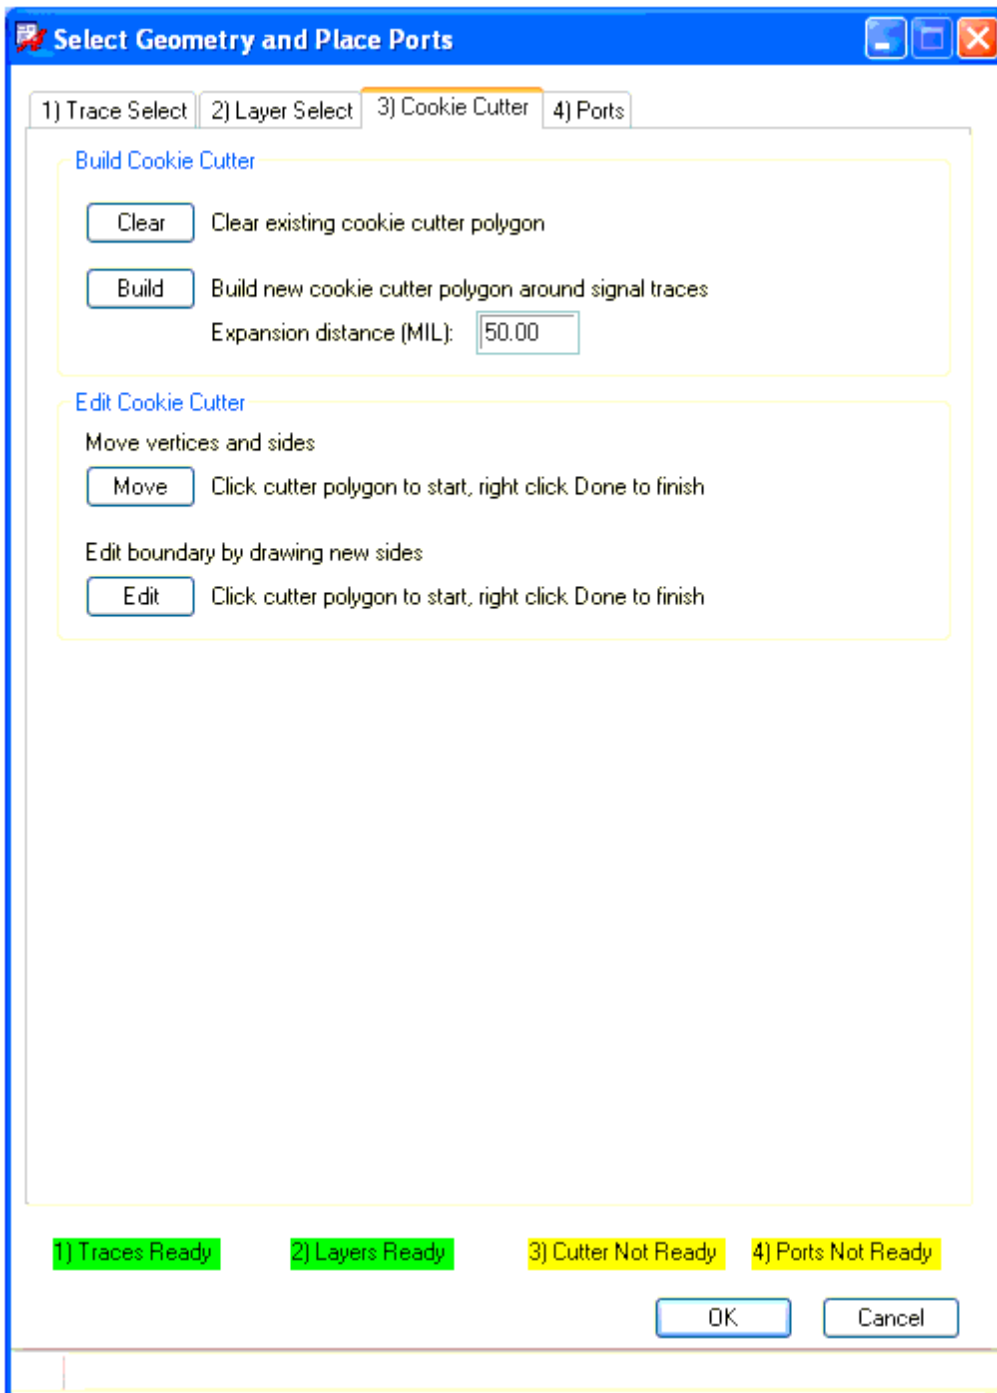 Select Geometry and Place Ports
1) Trace Select 2) Layer Select 3) Cookie Cutter 4) Ports
Build Cookie Cutter
Clear Clear existing cookie cutter polygon
Build Build new cookie cutter polygon around signal traces
Expansion distance (MIL): 50.00
Edit Cookie Cutter
Move vertices and sides
Move Click cutter polygon to start, right click Done to finish
Edit boundary by drawing new sides
Edit Click cutter polygon to start, right click Done to finish
1) Traces Ready 2) Layers Ready 3) Cutter Not Ready 4) Ports Not Ready
OK Cancel